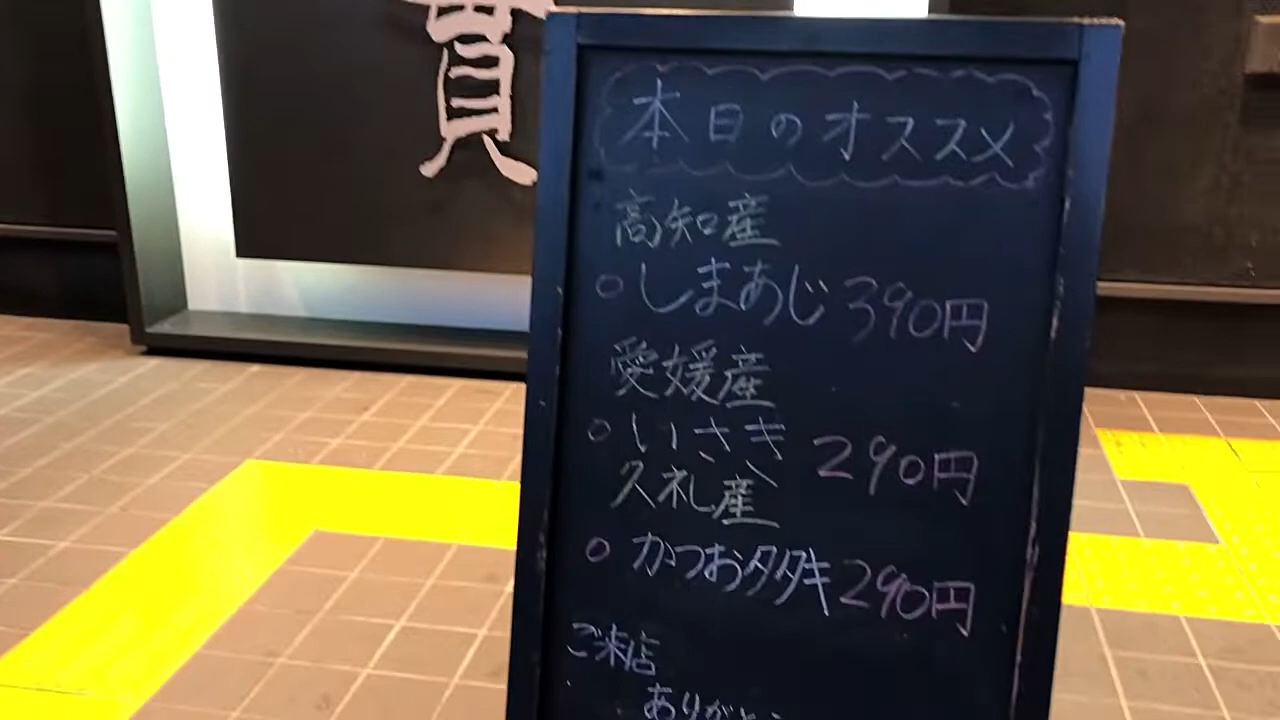 貫
本日のオススメ
高知産
○しまあじ 390円
愛媛産
○いさき 290円
久礼産
○かつおタタキ 290円
ご来店
ありがとう